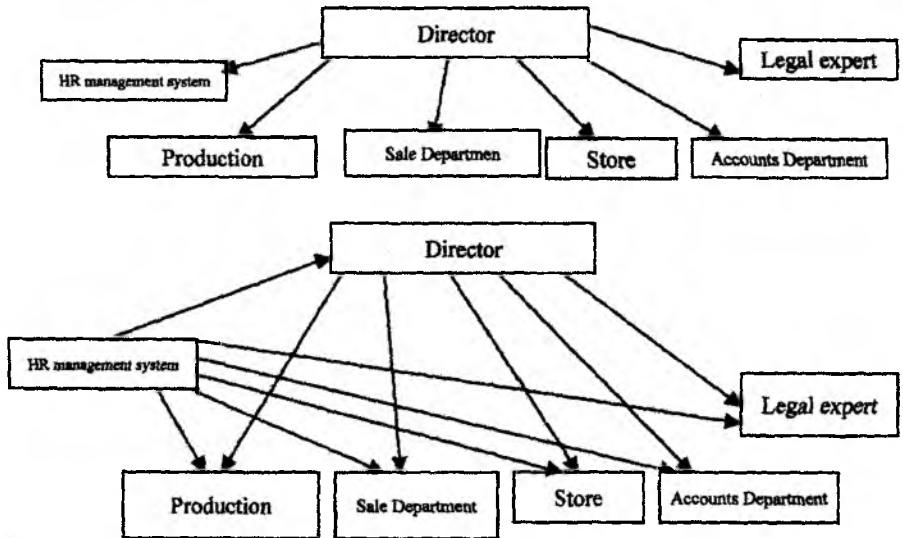 Director
Legal expert
HR management system
Production
Sale Departmen
Store
Accounts Department
Director
HR management system
Legal expert
Production
Sale Department
Store
Accounts Department